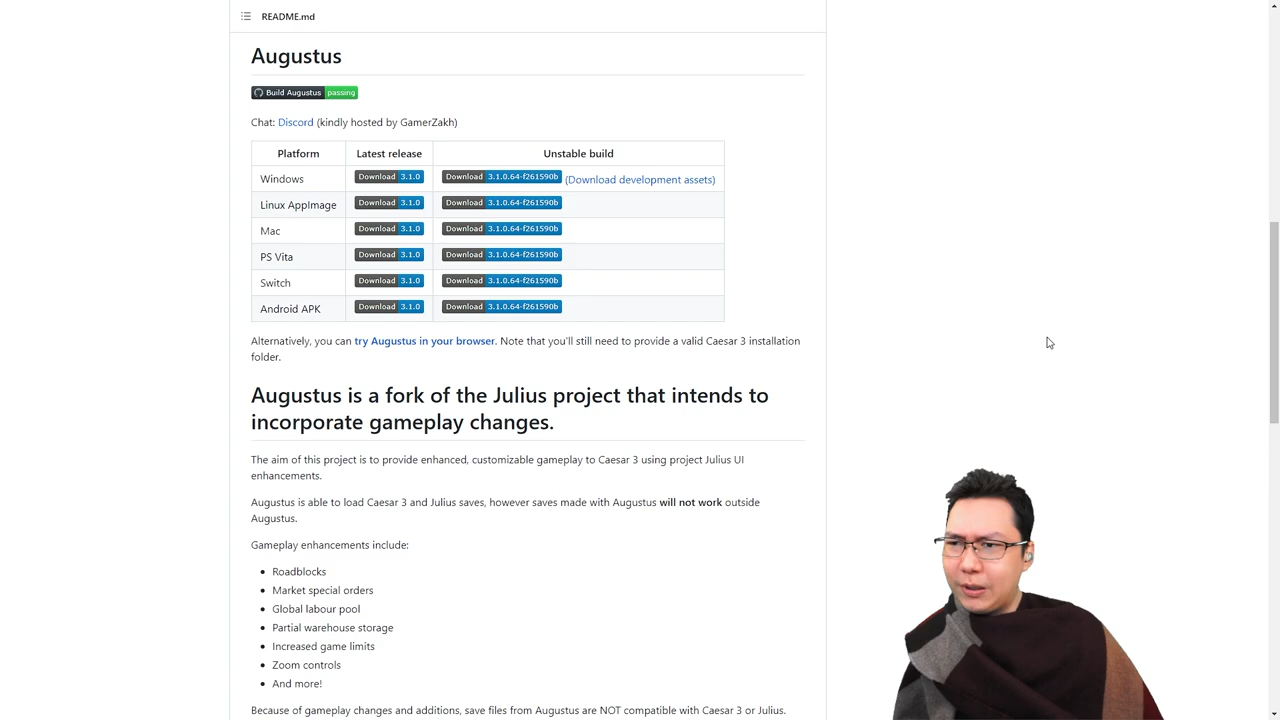 README.md
Augustus
Build Augustus passing
Chat: Discord (kindly hosted by GamerZakh)
Platform Latest release Unstable build
Windows Download 3.1.0 Download 3.1.0.64-f261590b (Download development assets)
Linux AppImage Download 3.1.0 Download 3.1.0.64-f261590b
Mac Download 3.1.0 Download 3.1.0.64-f261590b
PS Vita Download 3.1.0 Download 3.1.0.64-f261590b
Switch Download 3.1.0 Download 3.1.0.64-f261590b
Android APK Download 3.1.0 Download 3.1.0.64-f261590b
Alternatively, you can try Augustus in your browser. Note that you'll still need to provide a valid Caesar 3 installation
folder.
Augustus is a fork of the Julius project that intends to
incorporate gameplay changes.
The aim of this project is to provide enhanced, customizable gameplay to Caesar 3 using project Julius UI
enhancements.
Augustus is able to load Caesar 3 and Julius saves, however saves made with Augustus will not work outside
Augustus.
Gameplay enhancements include:
Roadblocks
Market special orders
Global labour pool
Partial warehouse storage
Increased game limits
Zoom controls
And more!
Because of gameplay changes and additions, save files from Augustus are NOT compatible with Caesar 3 or Julius.